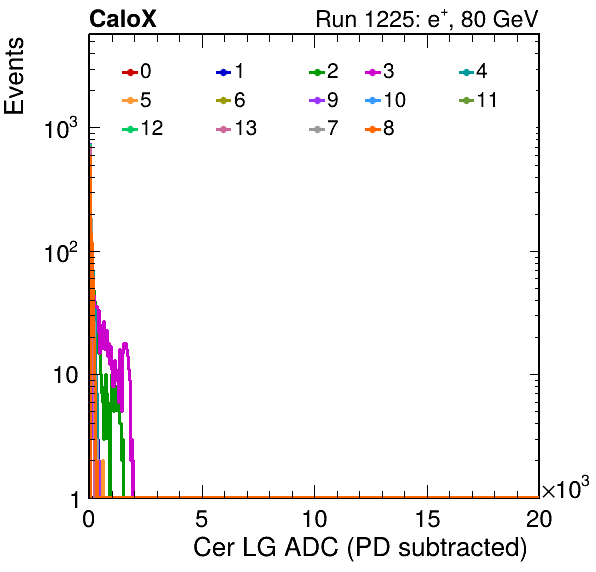 CaloX Run 1225: e⁺, 80 GeV
Events
0 1 2 3 4
5 6 9 10 11
12 13 7 8
10³
10²
10
1
0 5 10 15 20
×10³
Cer LG ADC (PD subtracted)